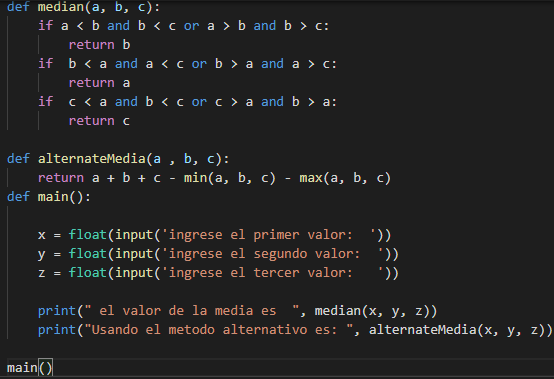 def median(a, b, c):
    if a < b and b < c or a > b and b > c:
        return b
    if  b < a and a < c or b > a and a > c:
        return a
    if  c < a and b < c or c > a and b > a:
        return c
def alternateMedia(a , b, c):
    return a + b + c - min(a, b, c) - max(a, b, c)
def main():
    x = float(input('ingrese el primer valor:  '))
    y = float(input('ingrese el segundo valor:  '))
    z = float(input('ingrese el tercer valor:   '))
    print(" el valor de la media es  ", median(x, y, z))
    print("Usando el metodo alternativo es: ", alternateMedia(x, y, z))
main()